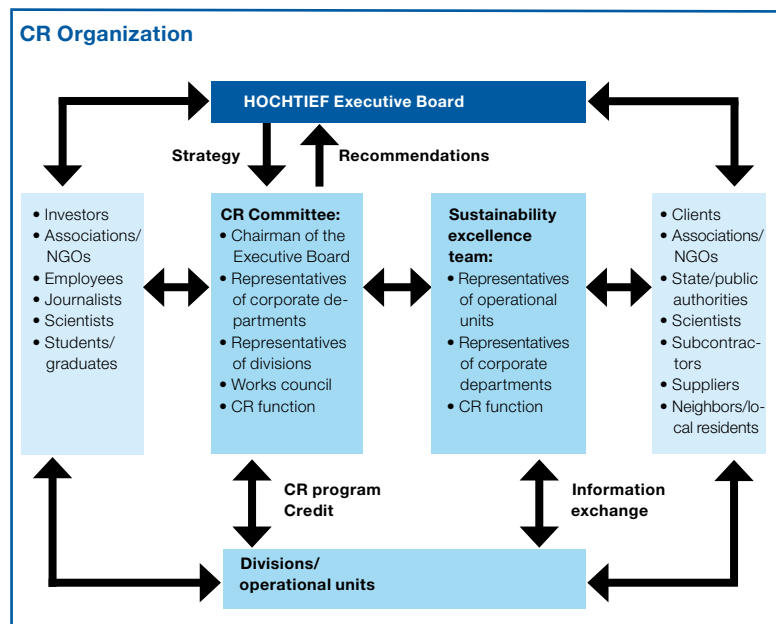 CR Organization
HOCHTIEF Executive Board
Strategy
Recommendations
• Investors
• Associations/
NGOs
• Employees
• Journalists
• Scientists
• Students/
graduates
CR Committee:
• Chairman of the
Executive Board
• Representatives
of corporate de-
partments
• Representatives
of divisions
• Works council
• CR function
Sustainability
excellence
team:
• Representatives
of operational
units
• Representatives
of corporate
departments
• CR function
• Clients
• Associations/
NGOs
• State/public
authorities
• Scientists
• Subcontrac-
tors
• Suppliers
• Neighbors/lo-
cal residents
CR program
Credit
Information
exchange
Divisions/
operational units